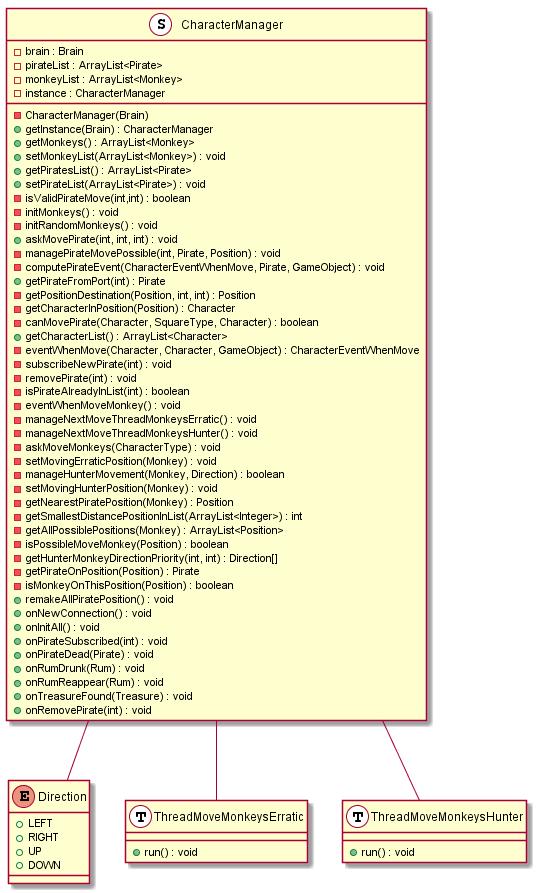 S CharacterManager
brain : Brain
pirateList : ArrayList<Pirate>
monkeyList : ArrayList<Monkey>
instance : CharacterManager
CharacterManager(Brain)
getInstance(Brain) : CharacterManager
getMonkeys() : ArrayList<Monkey>
setMonkeyList(ArrayList<Monkey>) : void
getPiratesList() : ArrayList<Pirate>
setPirateList(ArrayList<Pirate>) : void
isValidPirateMove(int,int) : boolean
initMonkeys() : void
initRandomMonkeys() : void
askMovePirate(int, int, int) : void
managePirateMovePossible(int, Pirate, Position) : void
computePirateEvent(CharacterEventWhenMove, Pirate, GameObject) : void
getPirateFromPort(int) : Pirate
getPositionDestination(Position, int, int) : Position
getCharacterInPosition(Position) : Character
canMovePirate(Character, SquareType, Character) : boolean
getCharacterList() : ArrayList<Character>
eventWhenMove(Character, Character, GameObject) : CharacterEventWhenMove
subscribeNewPirate(int) : void
removePirate(int) : void
isPirateAlreadyInList(int) : boolean
eventWhenMoveMonkey() : void
manageNextMoveThreadMonkeysErratic() : void
manageNextMoveThreadMonkeysHunter() : void
askMoveMonkeys(CharacterType) : void
setMovingErraticPosition(Monkey) : void
manageHunterMovement(Monkey, Direction) : boolean
setMovingHunterPosition(Monkey) : void
getNearestPiratePosition(Monkey) : Position
getSmallestDistancePositionInList(ArrayList<Integer>) : int
getAllPossiblePositions(Monkey) : ArrayList<Position>
isPossibleMoveMonkey(Position) : boolean
getHunterMonkeyDirectionPriority(int, int) : Direction[]
getPirateOnPosition(Position) : Pirate
isMonkeyOnThisPosition(Position) : boolean
remakeAllPiratePosition() : void
onNewConnection() : void
onInitAll() : void
onPirateSubscribed(int) : void
onPirateDead(Pirate) : void
onRumDrunk(Rum) : void
onRumReappear(Rum) : void
onTreasureFound(Treasure) : void
onRemovePirate(int) : void
E Direction
LEFT
RIGHT
UP
DOWN
T ThreadMoveMonkeysErratic
run() : void
T ThreadMoveMonkeysHunter
run() : void